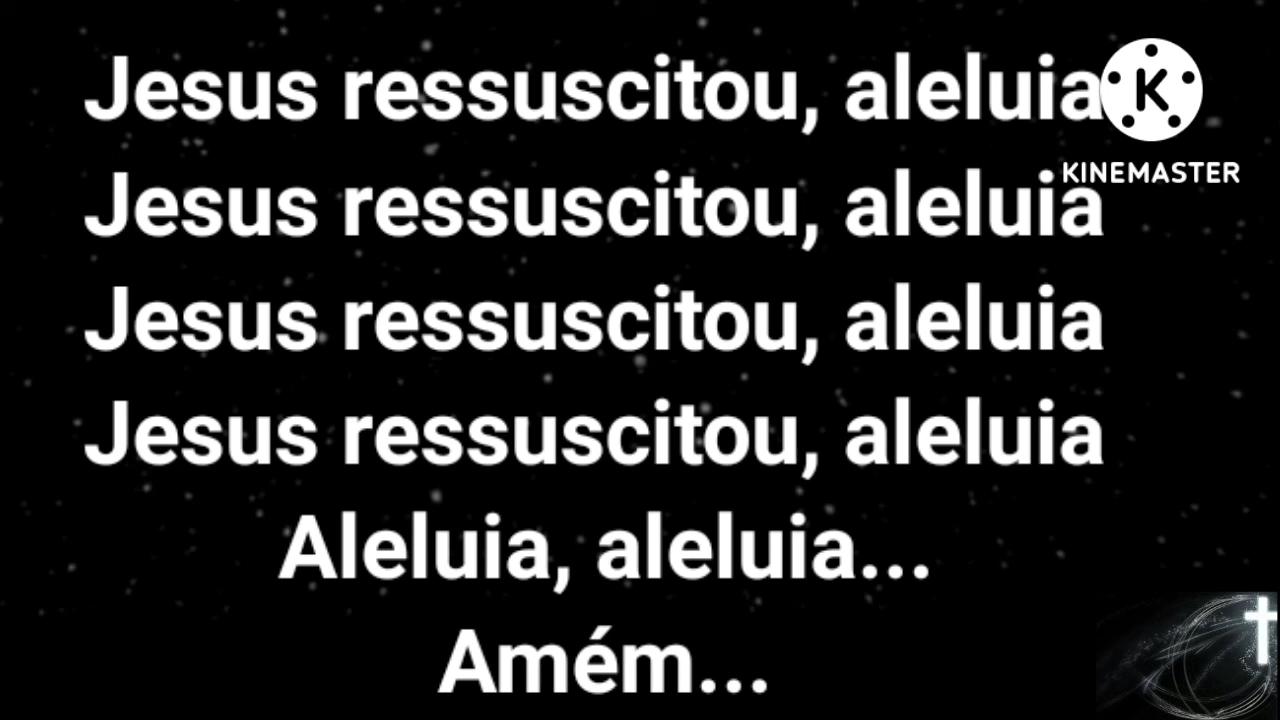 Jesus ressuscitou, aleluia
K
KINEMASTER
Jesus ressuscitou, aleluia
Jesus ressuscitou, aleluia
Jesus ressuscitou, aleluia
Aleluia, aleluia...
Amém...